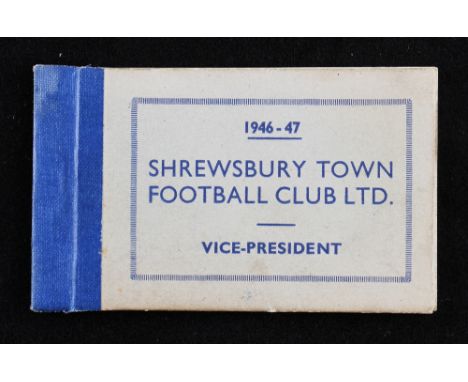 1946-47
SHREWSBURY TOWN
FOOTBALL CLUB LTD.
VICE-PRESIDENT